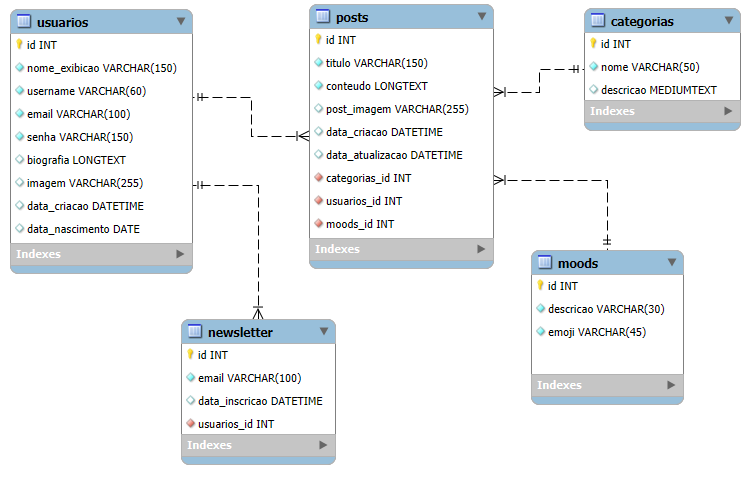 usuarios
id INT
nome_exibicao VARCHAR(150)
username VARCHAR(60)
email VARCHAR(100)
senha VARCHAR(150)
biografia LONGTEXT
imagem VARCHAR(255)
data_criacao DATETIME
data_nascimento DATE
Indexes
posts
id INT
titulo VARCHAR(150)
conteudo LONGTEXT
post_imagem VARCHAR(255)
data_criacao DATETIME
data_atualizacao DATETIME
categorias_id INT
usuarios_id INT
moods_id INT
Indexes
categorias
id INT
nome VARCHAR(50)
descricao MEDIUMTEXT
Indexes
moods
id INT
descricao VARCHAR(30)
emoji VARCHAR(45)
Indexes
newsletter
id INT
email VARCHAR(100)
data_inscricao DATETIME
usuarios_id INT
Indexes